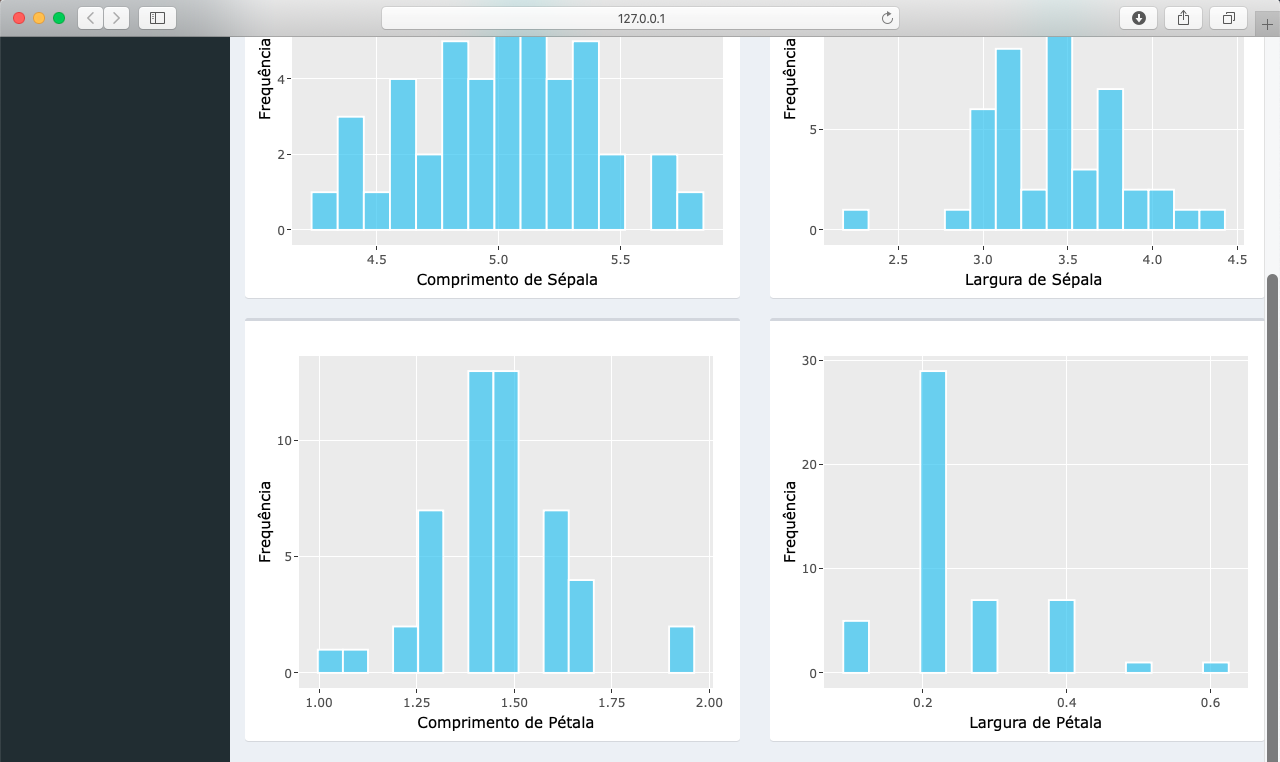 127.0.0.1
Frequência
4
2
0
4.5 5.0 5.5
Comprimento de Sépala
Frequência
5
0
2.5 3.0 3.5 4.0 4.5
Largura de Sépala
Frequência
10
5
0
1.00 1.25 1.50 1.75 2.00
Comprimento de Pétala
Frequência
30
20
10
0
0.2 0.4 0.6
Largura de Pétala